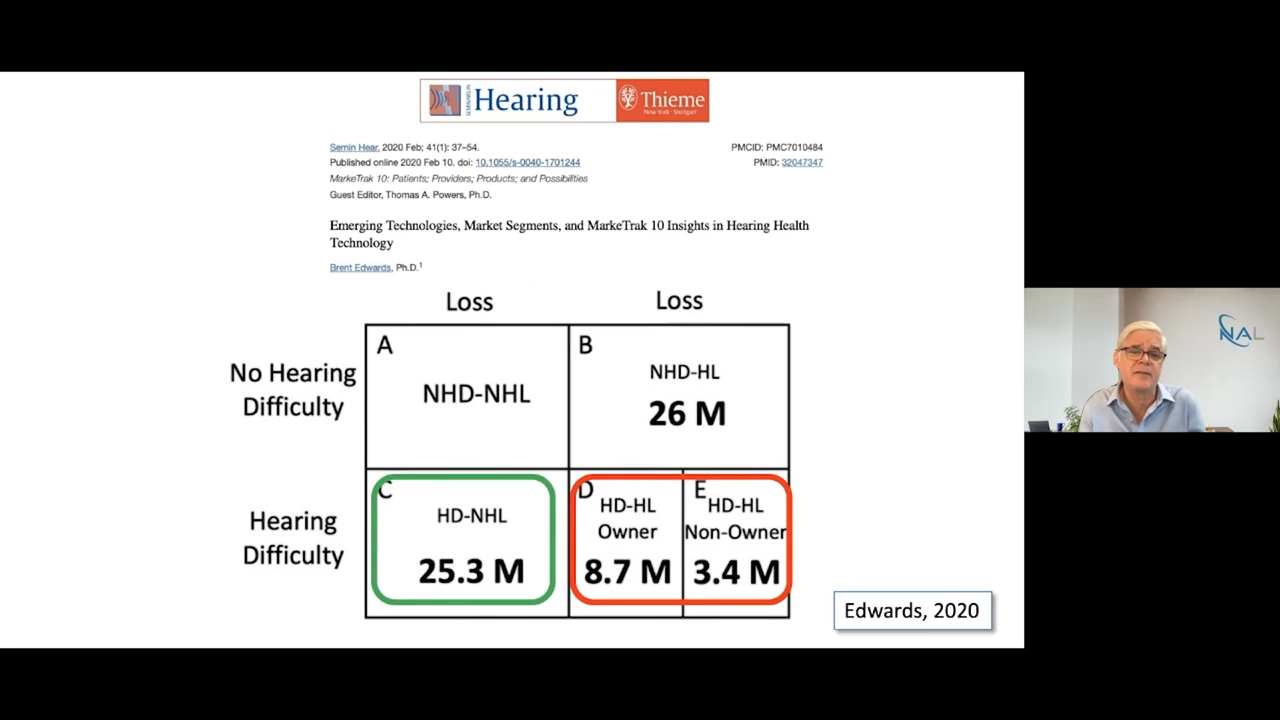 SEMINARS IN
Hearing
Thieme
New York · Stuttgart
Semin Hear. 2020 Feb; 41(1): 37–54.
PMCID: PMC7010484
Published online 2020 Feb 10. doi: 10.1055/s-0040-1701244
PMID: 32047347
MarkeTrak 10: Patients; Providers; Products; and Possibilities
Guest Editor, Thomas A. Powers, Ph.D.
Emerging Technologies, Market Segments, and MarkeTrak 10 Insights in Hearing Health
Technology
Brent Edwards, Ph.D.1
Loss
Loss
No Hearing
Difficulty
A
NHD-NHL
B
NHD-HL
26 M
Hearing
Difficulty
C
HD-NHL
25.3 M
D
HD-HL
Owner
8.7 M
E
HD-HL
Non-Owner
3.4 M
Edwards, 2020
NAL